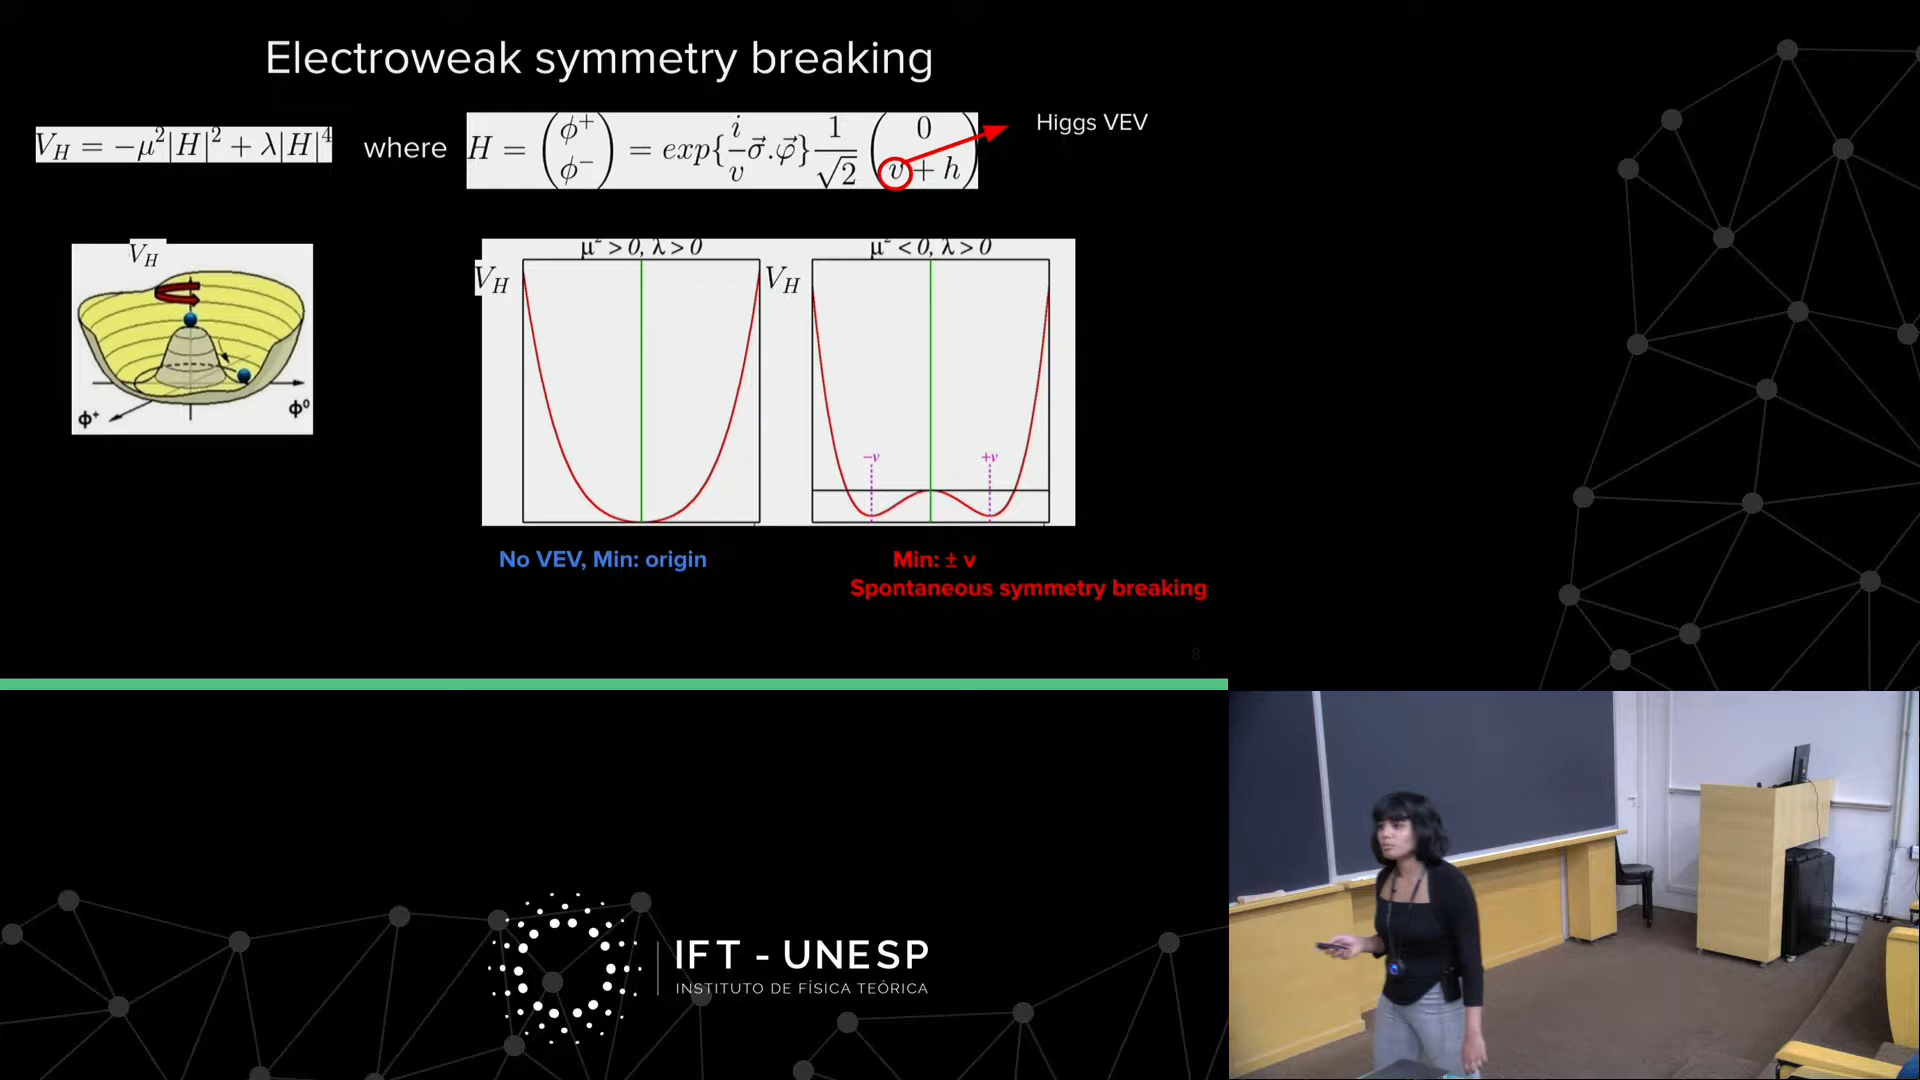 Electroweak symmetry breaking
V_H = −μ²|H|² + λ|H|⁴ where H = (ϕ⁺ ϕ⁻) = exp{i/v σ⃗.φ⃗} 1/√2 (0 v + h) Higgs VEV
V_H
ϕ⁺
ϕ⁰
μ² > 0, λ > 0
V_H
μ² < 0, λ > 0
V_H
−v
+v
No VEV, Min: origin
Min: ± v
Spontaneous symmetry breaking
8
IFT - UNESP
INSTITUTO DE FÍSICA TEÓRICA